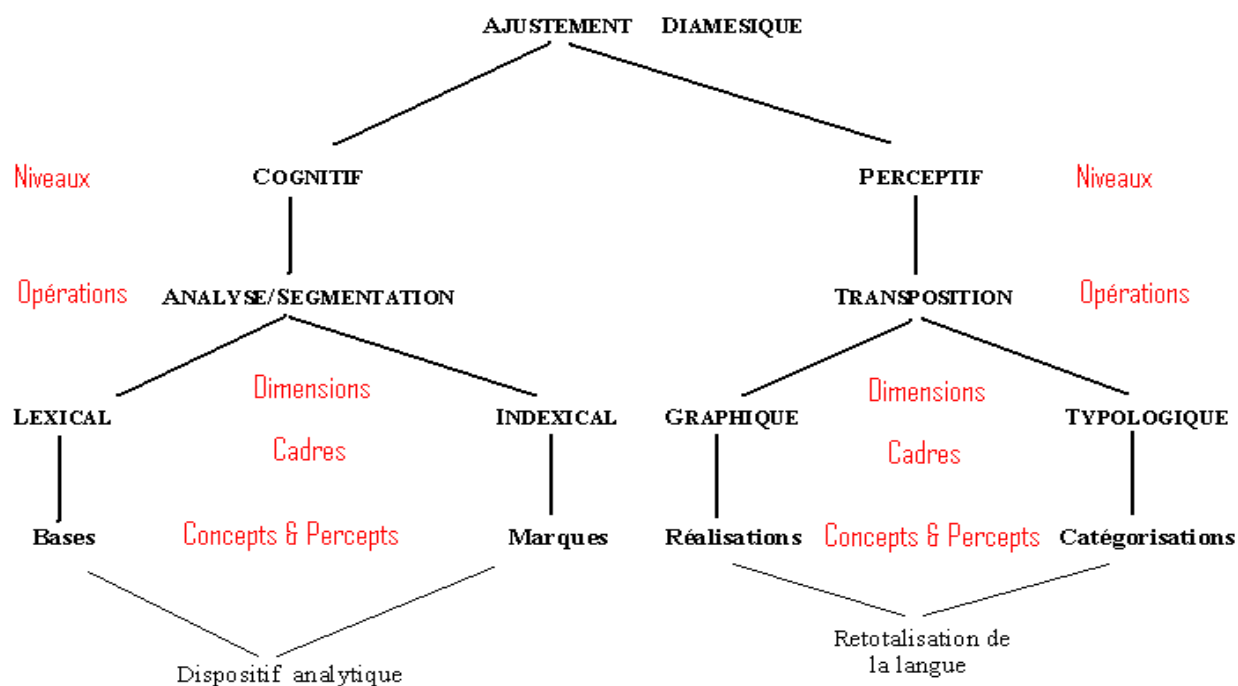 AJUSTEMENT DIAMESIQUE
Niveaux COGNITIF PERCEPTIF Niveaux
Opérations ANALYSE/SEGMENTATION TRANSPOSITION Opérations
Dimensions Dimensions
LEXICAL INDEXICAL GRAPHIQUE TYPOLOGIQUE
Cadres Cadres
Bases Concepts & Percepts Marques Réalisations Concepts & Percepts Catégorisations
Retotalisation de
la langue
Dispositif analytique